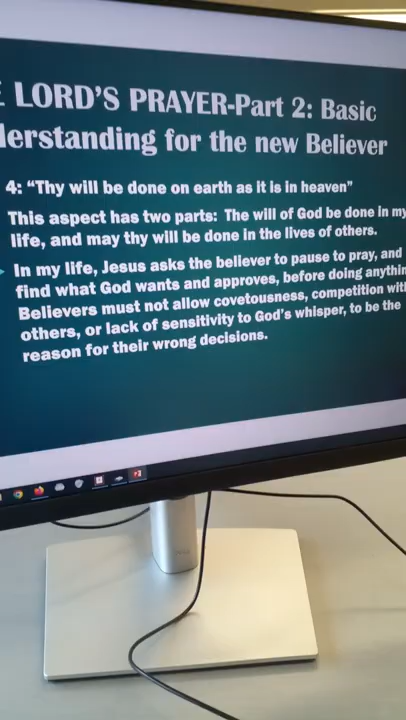 E LORD'S PRAYER-Part 2: Basic
derstanding for the new Believer
4: “Thy will be done on earth as it is in heaven”
This aspect has two parts: The will of God be done in my
life, and may thy will be done in the lives of others.
In my life, Jesus asks the believer to pause to pray, and
find what God wants and approves, before doing anythin
Believers must not allow covetousness, competition wit
others, or lack of sensitivity to God's whisper, to be the
reason for their wrong decisions.